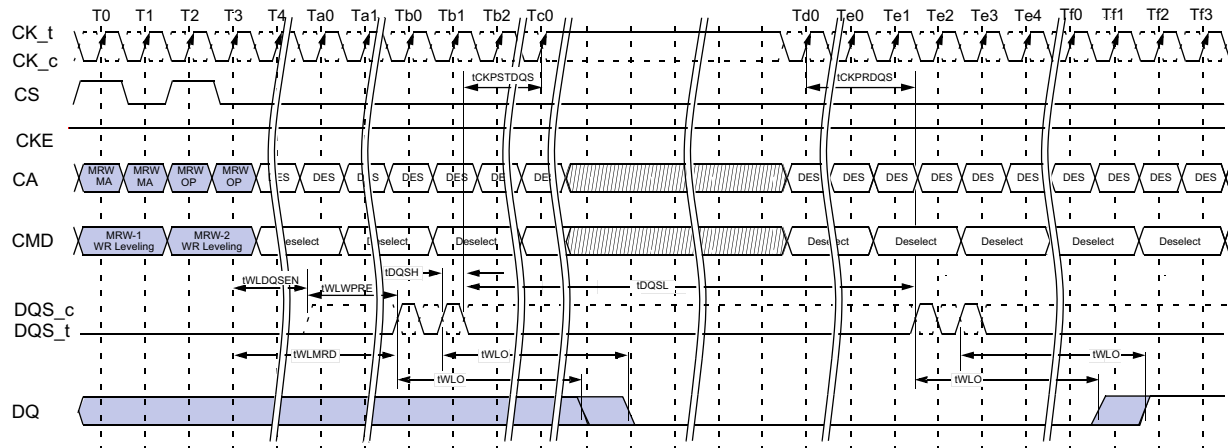 T0 T1 T2 T3 T4 Ta0 Ta1 Tb0 Tb1 Tb2 Tc0 Td0 Te0 Te1 Te2 Te3 Te4 Tf0 Tf1 Tf2 Tf3
CK_t
CK_c
tCKPSTDQS tCKPRDQS
CS
CKE
CA
MRW MA
MRW MA
MRW OP
MRW OP
DES DES DES DES DES DES DES DES DES DES DES DES DES DES DES DES DES
CMD
MRW-1 WR Leveling
MRW-2 WR Leveling
Deselect Deselect Deselect Deselect Deselect Deselect Deselect Deselect
tWLDQSEN tWLWPRE tDQSH tDQSL
DQS_c
DQS_t
tWLMRD tWLO tWLO
tWLO tWLO
DQ